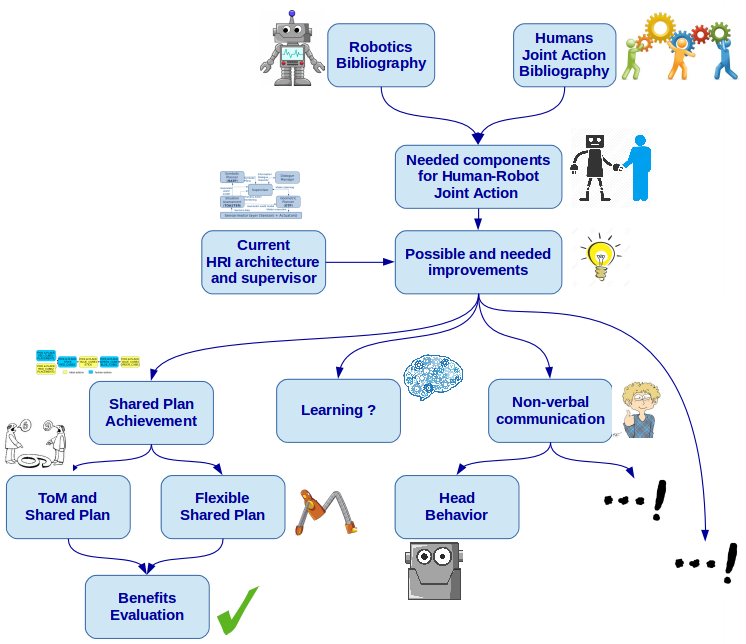 Robotics
Bibliography
Humans
Joint Action
Bibliography
Needed components
for Human-Robot
Joint Action
Supervisor
Current
HRI architecture
and supervisor
Possible and needed
improvements
Shared Plan
Achievement
Learning ?
Non-verbal
communication
ToM and
Shared Plan
Flexible
Shared Plan
Head
Behavior
Benefits
Evaluation
---!
---!